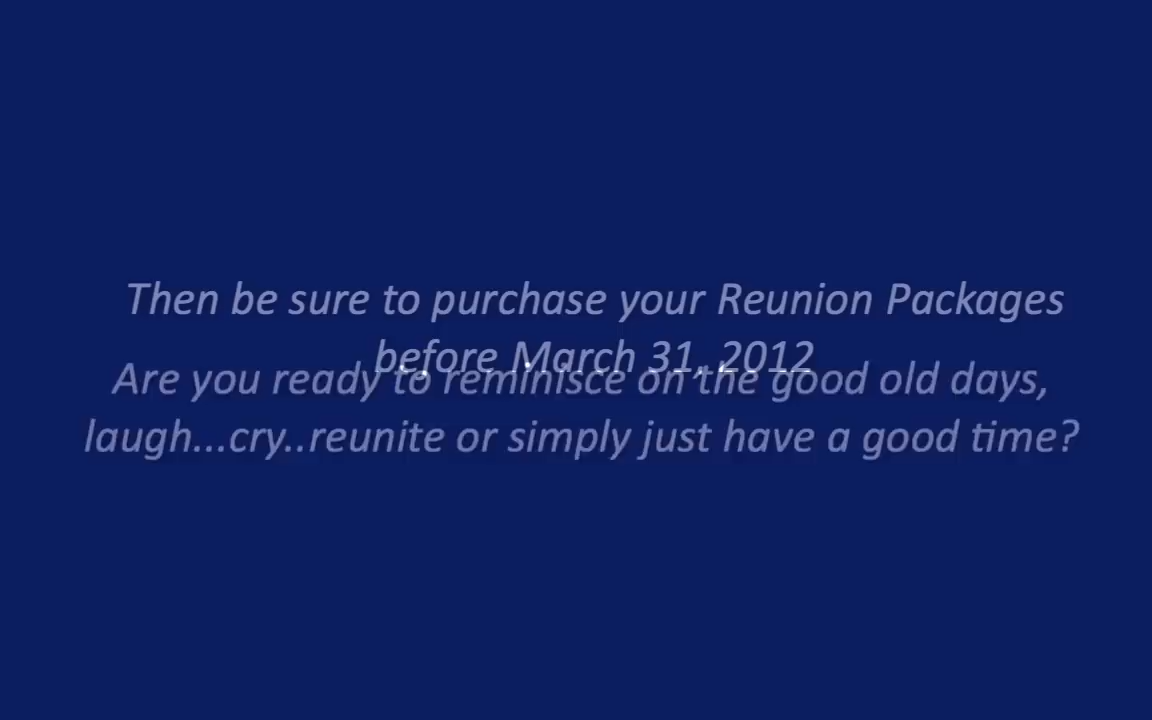 Then be sure to purchase your Reunion Packages
before March 31, 2012
Are you ready to reminisce on the good old days,
laugh...cry..reunite or simply just have a good time?